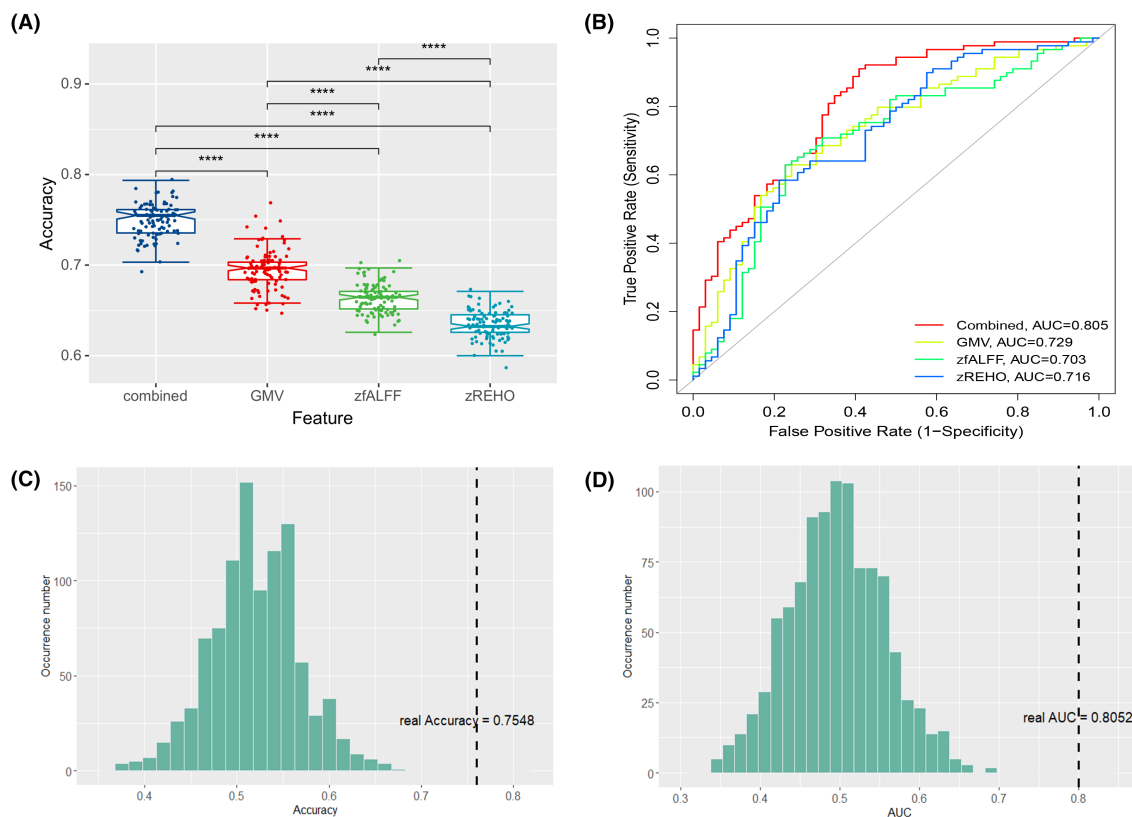 (A)
****
****
****
****
****
****
0.9
0.8
0.7
0.6
Accuracy
combined GMV zfALFF zREHO
Feature
(B)
1.0
0.8
0.6
0.4
0.2
0.0
True Positive Rate (Sensitivity)
Combined, AUC=0.805
GMV, AUC=0.729
zfALFF, AUC=0.703
zREHO, AUC=0.716
0.0 0.2 0.4 0.6 0.8 1.0
False Positive Rate (1−Specificity)
(C)
150
100
50
0
Occurrence number
real Accuracy = 0.7548
0.4 0.5 0.6 0.7 0.8
Accuracy
(D)
100
75
50
25
0
Occurrence number
real AUC = 0.8052
0.3 0.4 0.5 0.6 0.7 0.8
AUC